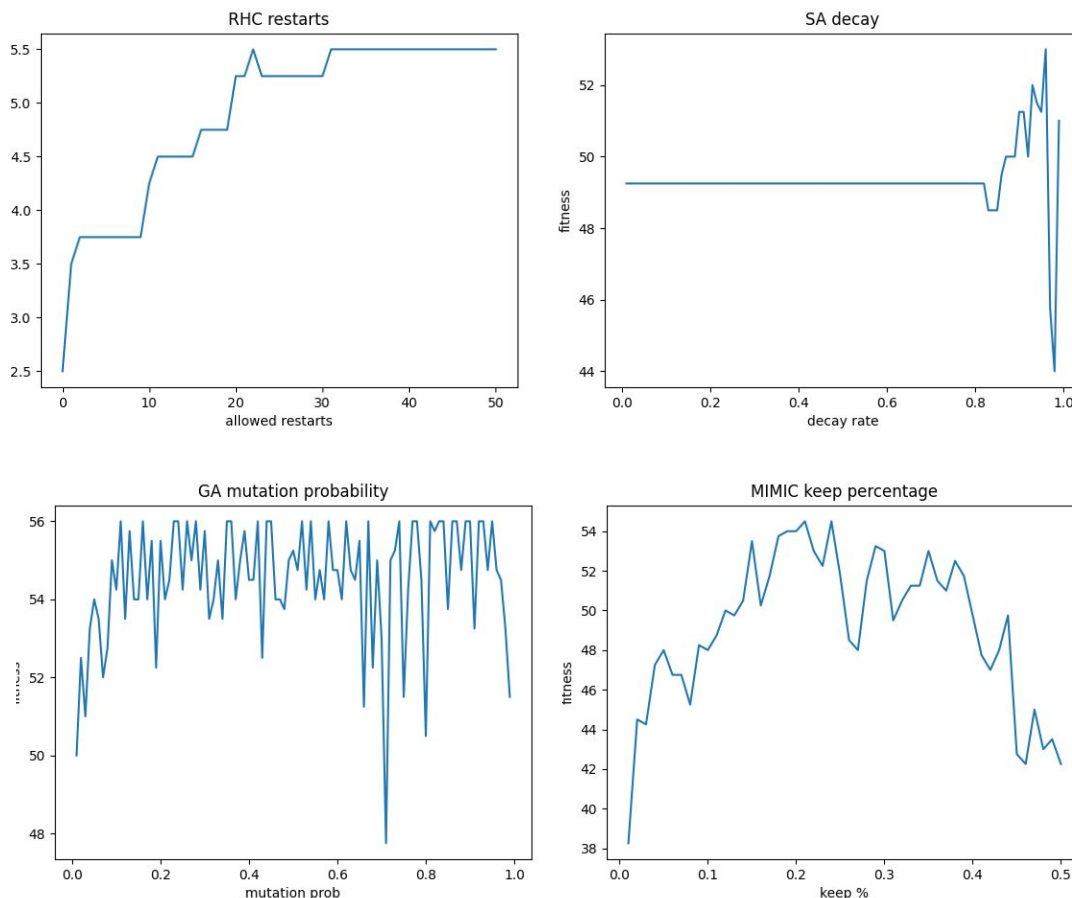 RHC restarts
5.5
5.0
4.5
4.0
3.5
3.0
2.5
0 10 20 30 40 50
allowed restarts
SA decay
fitness
52
50
48
46
44
0.0 0.2 0.4 0.6 0.8 1.0
decay rate
GA mutation probability
56
54
52
50
48
0.0 0.2 0.4 0.6 0.8 1.0
mutation prob
MIMIC keep percentage
fitness
54
52
50
48
46
44
42
40
38
0.0 0.1 0.2 0.3 0.4 0.5
keep %